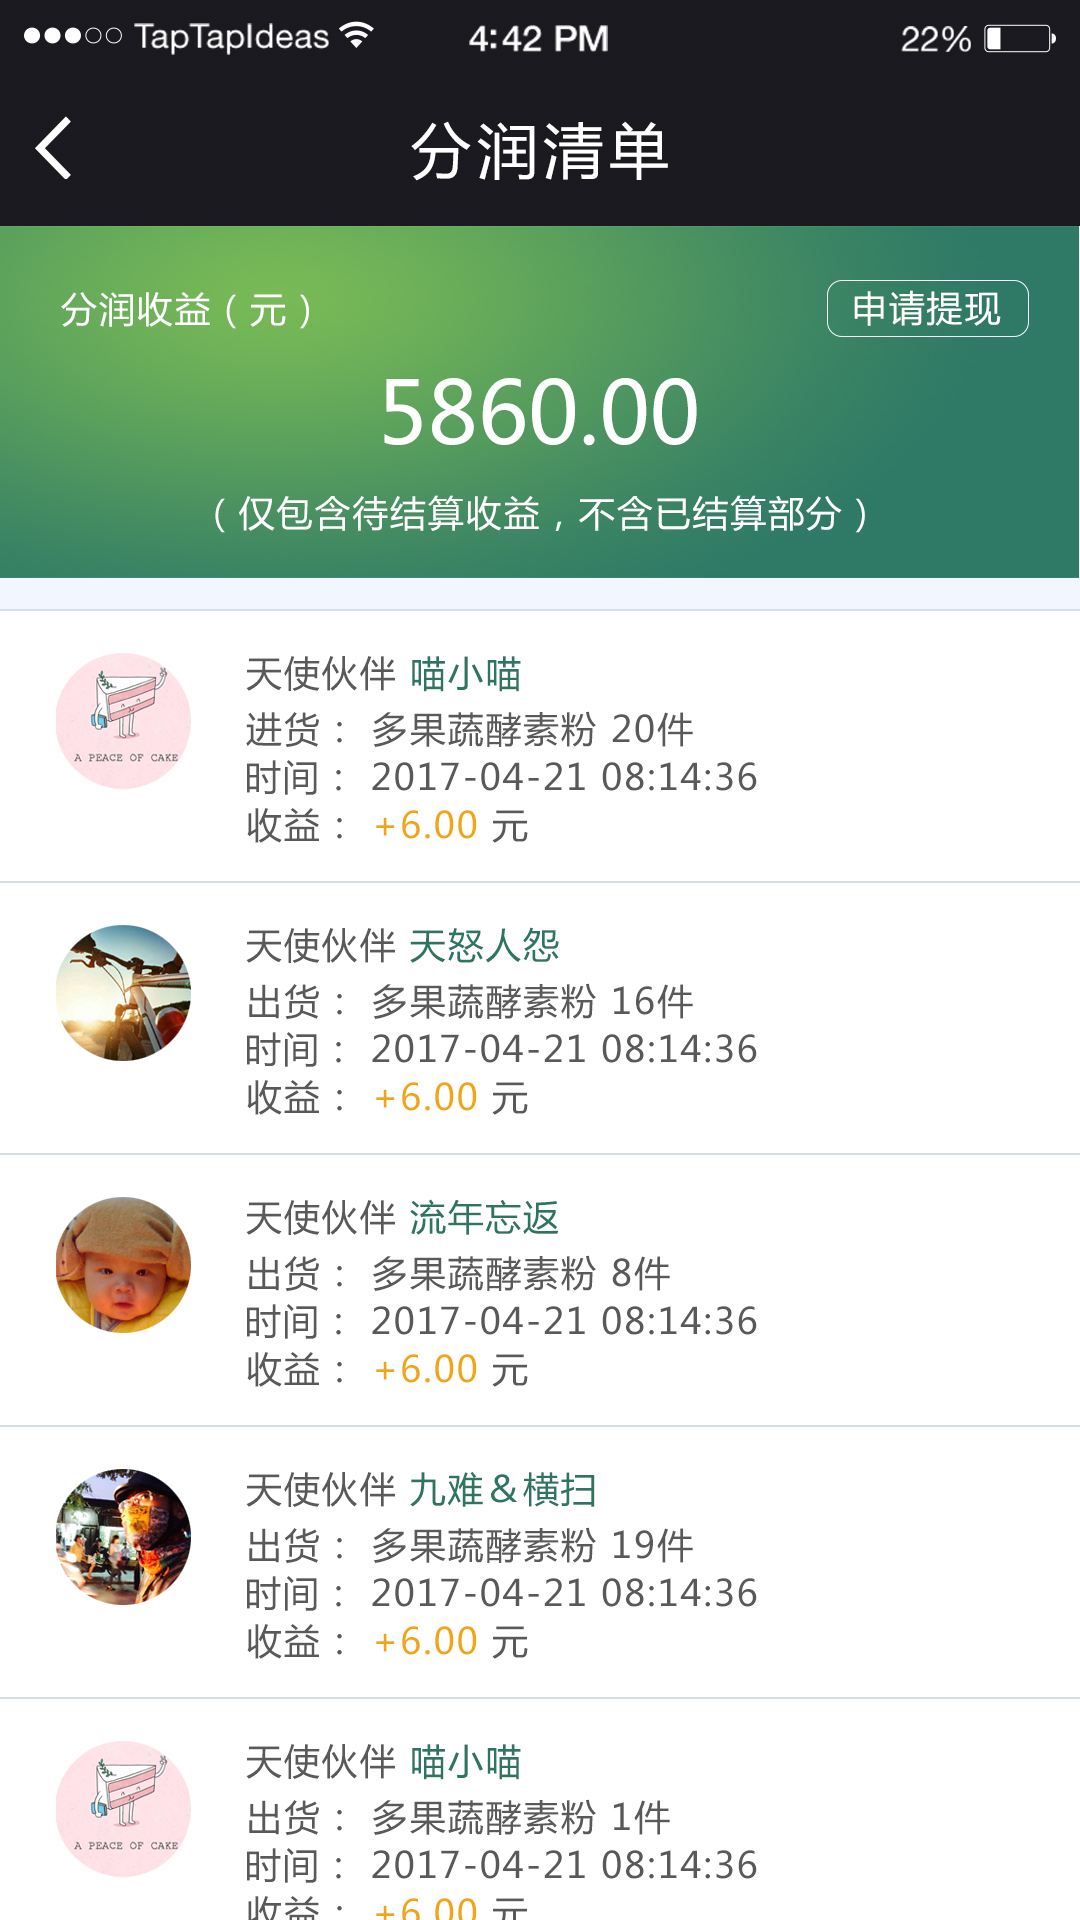 TapTapIdeas 4:42 PM 22%
分润清单
分润收益（元） 申请提现
5860.00
（仅包含待结算收益，不含已结算部分）
天使伙伴 喵小喵
进货： 多果蔬酵素粉 20件
时间： 2017-04-21 08:14:36
收益： +6.00 元
A PEACE OF CAKE
天使伙伴 天怒人怨
出货： 多果蔬酵素粉 16件
时间： 2017-04-21 08:14:36
收益： +6.00 元
天使伙伴 流年忘返
出货： 多果蔬酵素粉 8件
时间： 2017-04-21 08:14:36
收益： +6.00 元
天使伙伴 九难＆横扫
出货： 多果蔬酵素粉 19件
时间： 2017-04-21 08:14:36
收益： +6.00 元
天使伙伴 喵小喵
出货： 多果蔬酵素粉 1件
时间： 2017-04-21 08:14:36
收益： +6.00 元
A PEACE OF CAKE